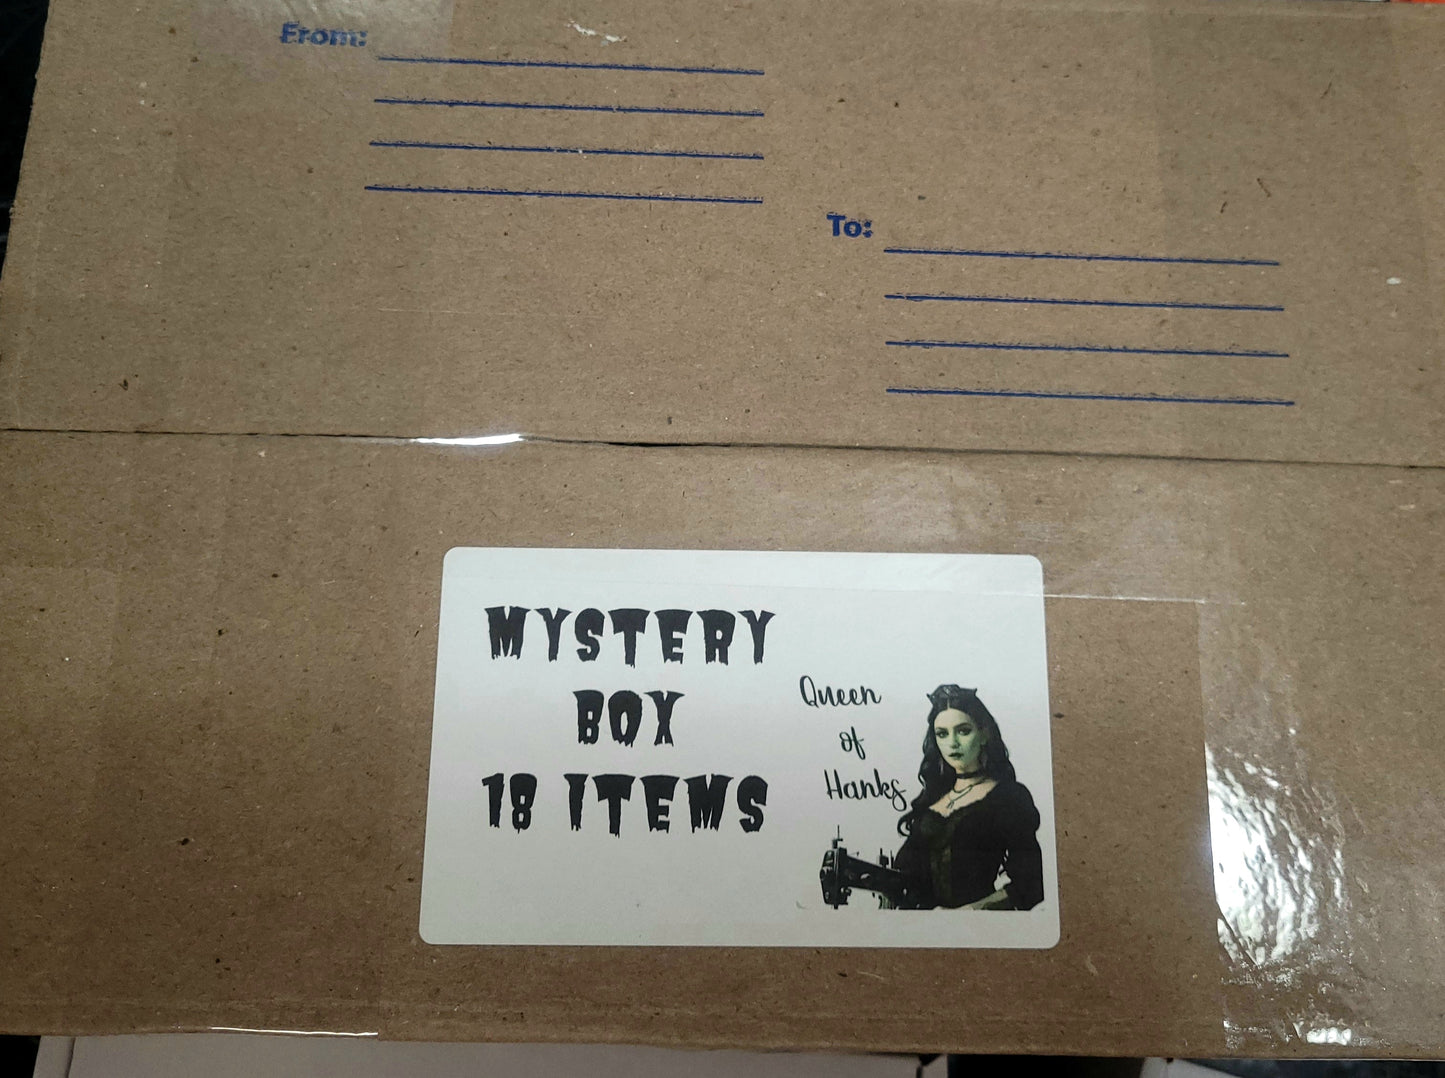 From:
To:
MYSTERY
BOX
18 ITEMS
Queen
of
Hanks